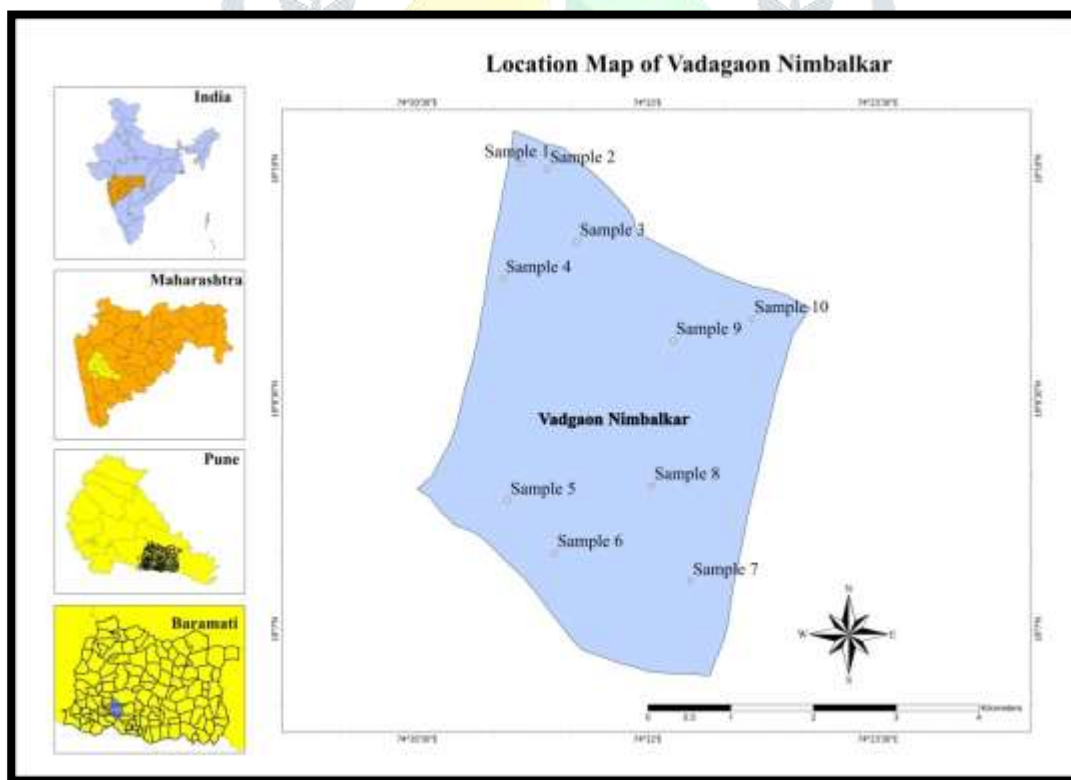 Location Map of Vadagaon Nimbalkar
India
Maharashtra
Pune
Baramati
Sample 1
Sample 2
Sample 3
Sample 4
Sample 10
Sample 9
Vadgaon Nimbalkar
Sample 8
Sample 5
Sample 6
Sample 7
N
W
E
S
0 0.5 1 2 3 4
Kilometers